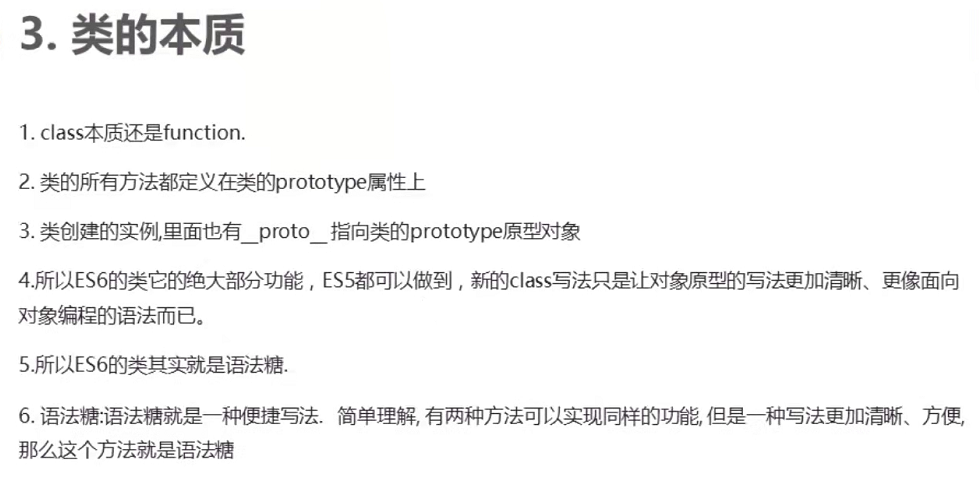 3. 类的本质
1. class本质还是function.
2. 类的所有方法都定义在类的prototype属性上
3. 类创建的实例,里面也有__proto__ 指向类的prototype原型对象
4.所以ES6的类它的绝大部分功能，ES5都可以做到，新的class写法只是让对象原型的写法更加清晰、更像面向
对象编程的语法而已。
5.所以ES6的类其实就是语法糖.
6. 语法糖:语法糖就是一种便捷写法. 简单理解, 有两种方法可以实现同样的功能, 但是一种写法更加清晰、方便,
那么这个方法就是语法糖